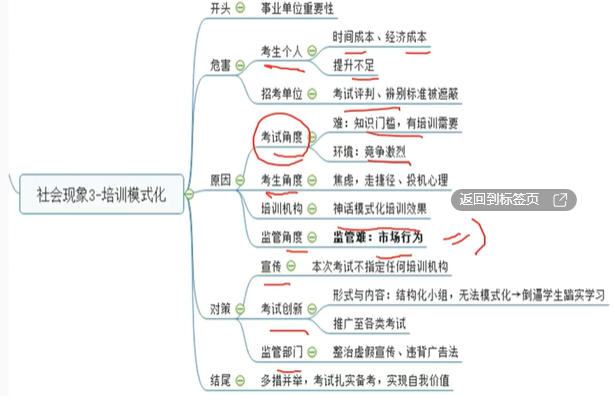 开头
事业单位重要性
危害
考生个人
时间成本、经济成本
提升不足
招考单位
考试评判、辨别标准被遮蔽
社会现象3-培训模式化
原因
考试角度
难：知识门槛，有培训需要
环境：竞争激烈
考生角度
焦虑，走捷径、投机心理
培训机构
神话模式化培训效果
监管角度
监管难：市场行为
返回到标签页
对策
宣传
本次考试不指定任何培训机构
考试创新
形式与内容：结构化小组，无法模式化→倒逼学生踏实学习
推广至各类考试
监管部门
整治虚假宣传、违背广告法
结尾
多措并举，考试扎实备考，实现自我价值